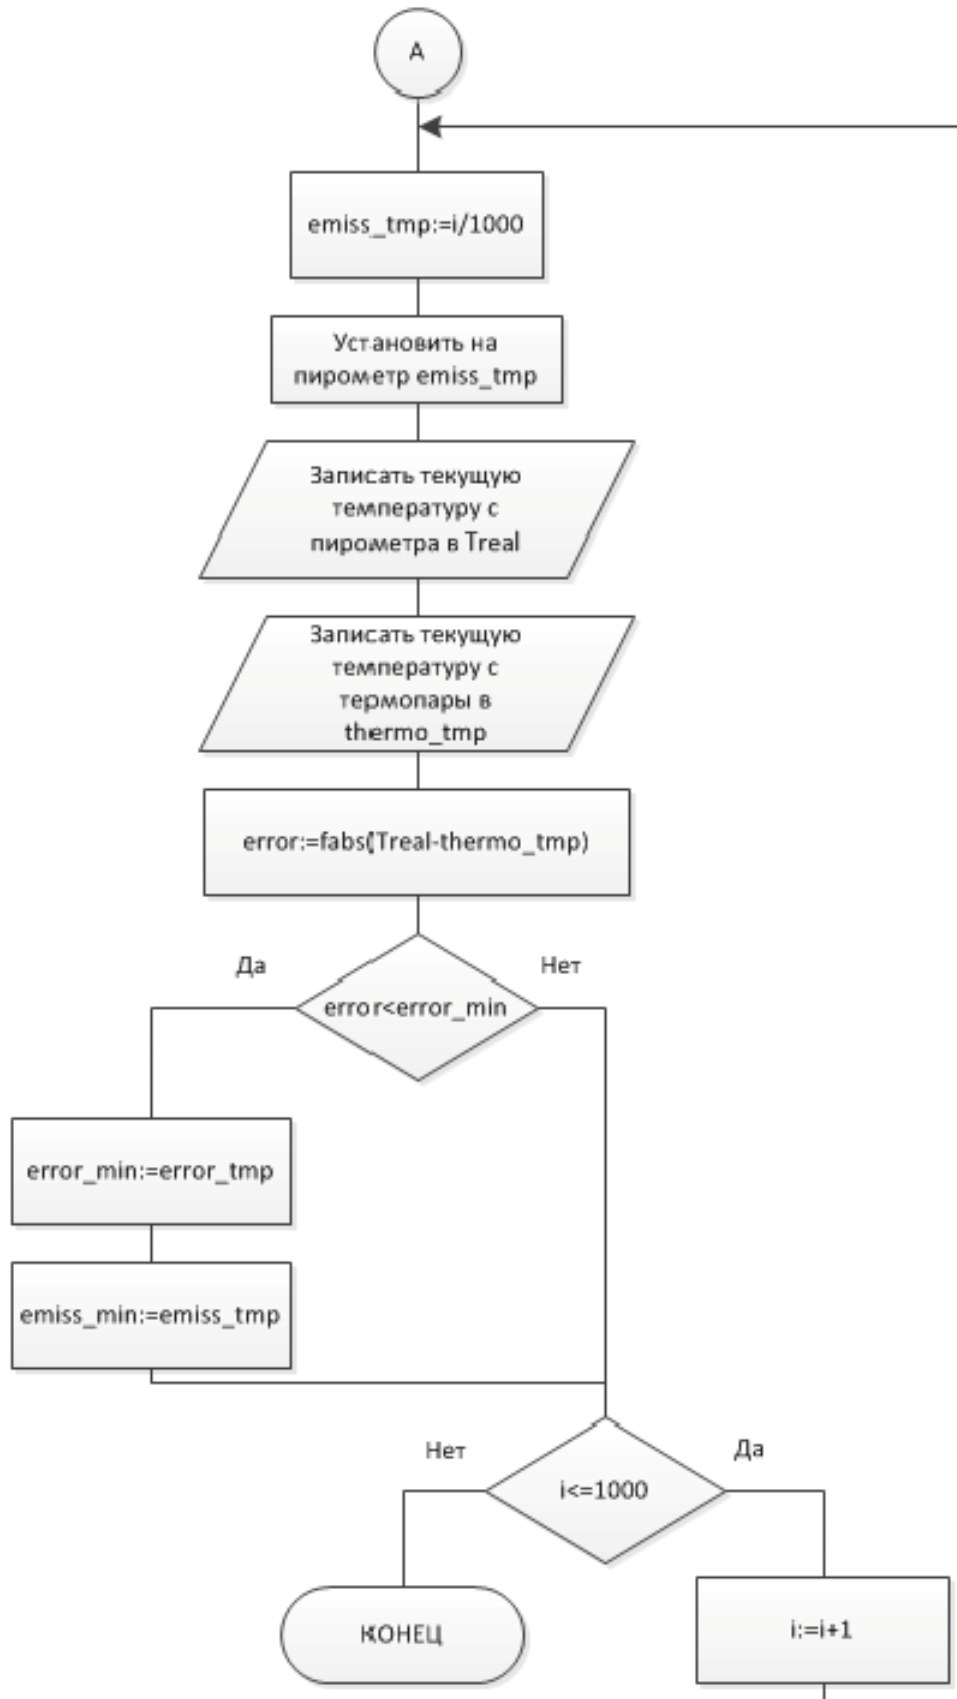 A
emiss_tmp:=i/1000
Установить на
пирометр emiss_tmp
Записать текущую
температуру с
пирометра в Treal
Записать текущую
температуру с
термопары в
thermo_tmp
error:=fabs(Treal-thermo_tmp)
Да
Нет
error<error_min
error_min:=error_tmp
emiss_min:=emiss_tmp
Нет
Да
i<=1000
КОНЕЦ
i:=i+1